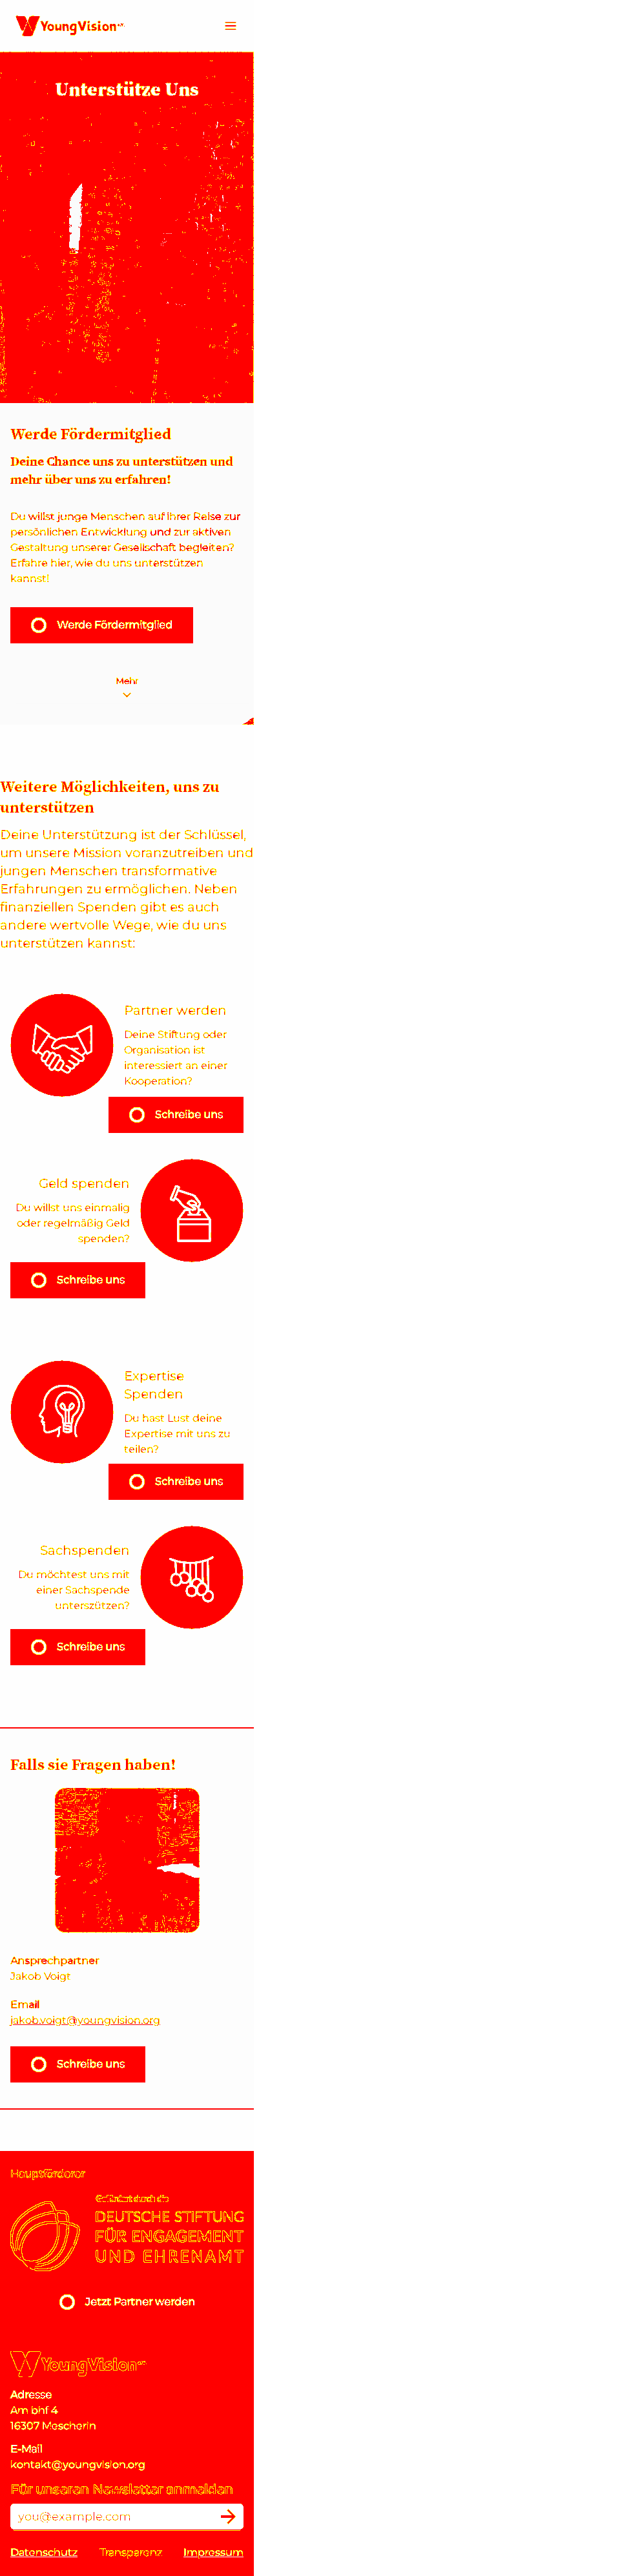 YoungVision
Unterstütze Uns
Werde Fördermitglied
Deine Chance uns zu unterstützen und
mehr über uns zu erfahren!
Du willst junge Menschen auf ihrer Reise zur
persönlichen Entwicklung und zur aktiven
Gestaltung unserer Gesellschaft begleiten?
Erfahre hier, wie du uns unterstützen
kannst!
Werde Fördermitglied
Mehr
Weitere Möglichkeiten, uns zu
unterstützen
Deine Unterstützung ist der Schlüssel,
um unsere Mission voranzutreiben und
jungen Menschen transformative
Erfahrungen zu ermöglichen. Neben
finanziellen Spenden gibt es auch
andere wertvolle Wege, wie du uns
unterstützen kannst:
Partner werden
Deine Stiftung oder
Organisation ist
interessiert an einer
Kooperation?
Schreibe uns
Geld spenden
Du willst uns einmalig
oder regelmäßig Geld
spenden?
Schreibe uns
Expertise
Spenden
Du hast Lust deine
Expertise mit uns zu
teilen?
Schreibe uns
Sachspenden
Du möchtest uns mit
einer Sachspende
unterszützen?
Schreibe uns
Falls sie Fragen haben!
Ansprechpartner
Jakob Voigt
Email
jakob.voigt@youngvision.org
Schreibe uns
Hauptförderer
Gefördert durch
DEUTSCHE STIFTUNG
FÜR ENGAGEMENT
UND EHRENAMT
Jetzt Partner werden
YoungVision
Adresse
Am bhf 4
16307 Mescherin
E-Mail
kontakt@youngvision.org
Für unseren Newsletter anmelden
you@example.com
Datenschutz Transparenz Impressum